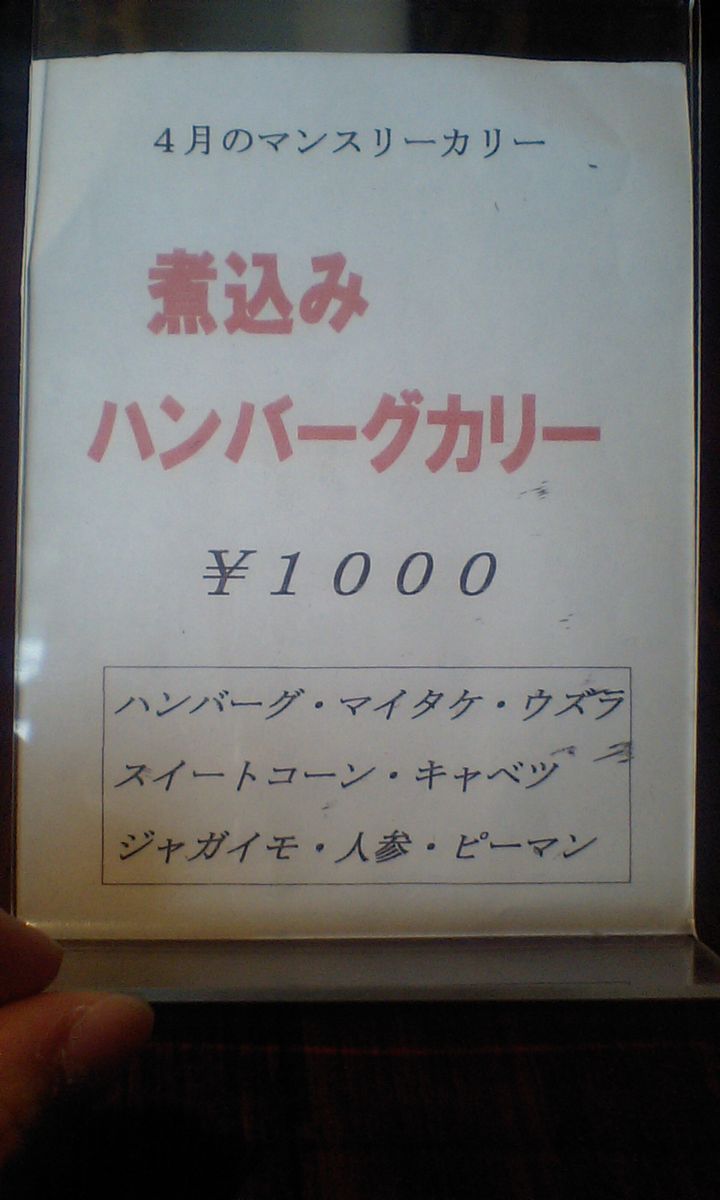 4月のマンスリーカリー
煮込み
ハンバーグカリー
￥1000
ハンバーグ・マイタケ・ウズラ
スイートコーン・キャベツ
ジャガイモ・人参・ピーマン